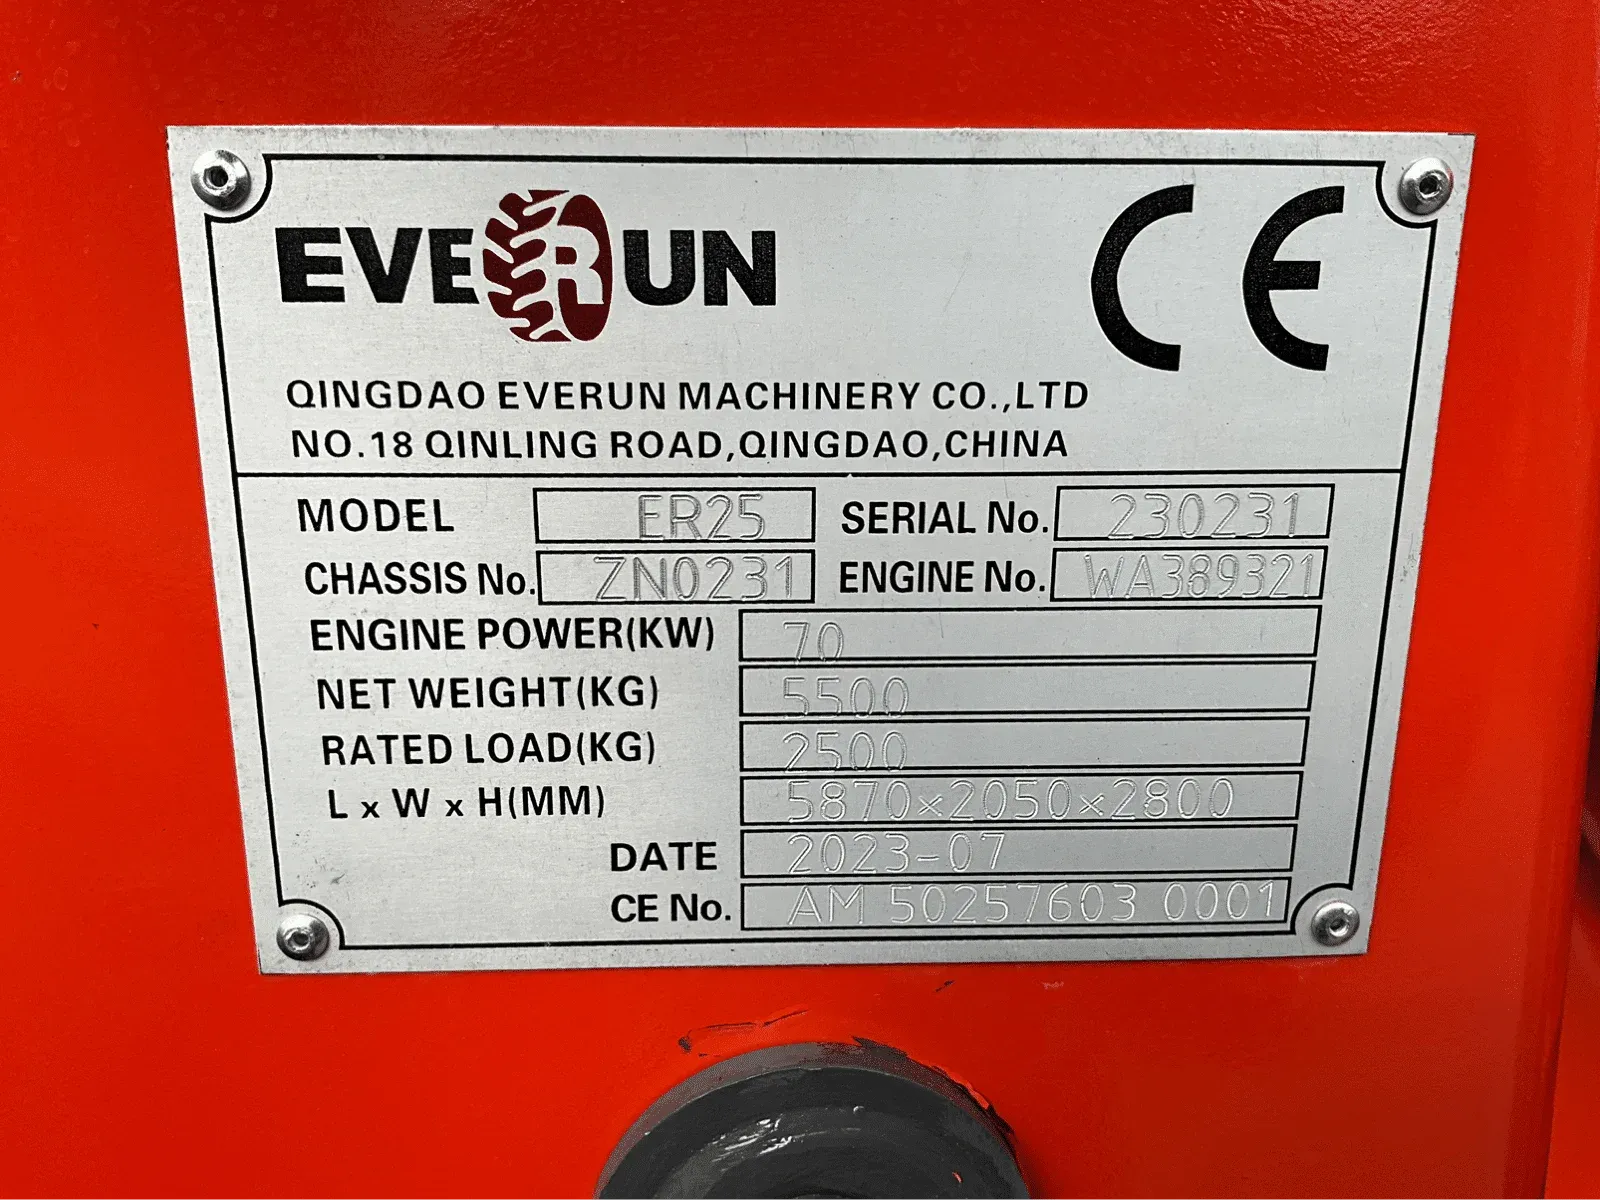 EVERUN CE
QINGDAO EVERUN MACHINERY CO.,LTD
NO.18 QINLING ROAD,QINGDAO,CHINA
MODEL ER25 SERIAL No. 230231
CHASSIS No. ZN0231 ENGINE No. WA389321
ENGINE POWER(KW) 70
NET WEIGHT(KG) 5500
RATED LOAD(KG) 2500
L x W x H(MM) 5870×2050×2800
DATE 2023-07
CE No. AM 50257603 0001